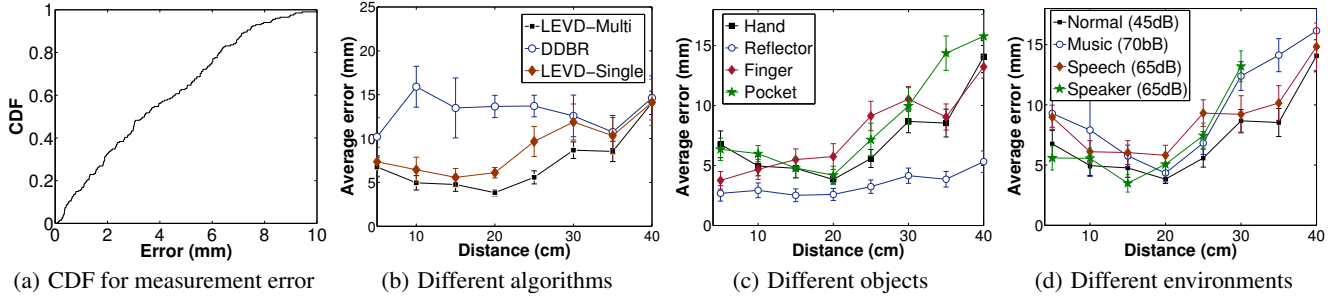 1
0.8
0.6
0.4
0.2
0
CDF
0 2 4 6 8 10
Error (mm)
(a) CDF for measurement error
25
20
15
10
5
0
Average error (mm)
LEVD−Multi
DDBR
LEVD−Single
10 20 30 40
Distance (cm)
(b) Different algorithms
15
10
5
0
Average error (mm)
Hand
Reflector
Finger
Pocket
10 20 30 40
Distance (cm)
(c) Different objects
15
10
5
0
Average error (mm)
Normal (45dB)
Music (70bB)
Speech (65dB)
Speaker (65dB)
10 20 30 40
Distance (cm)
(d) Different environments